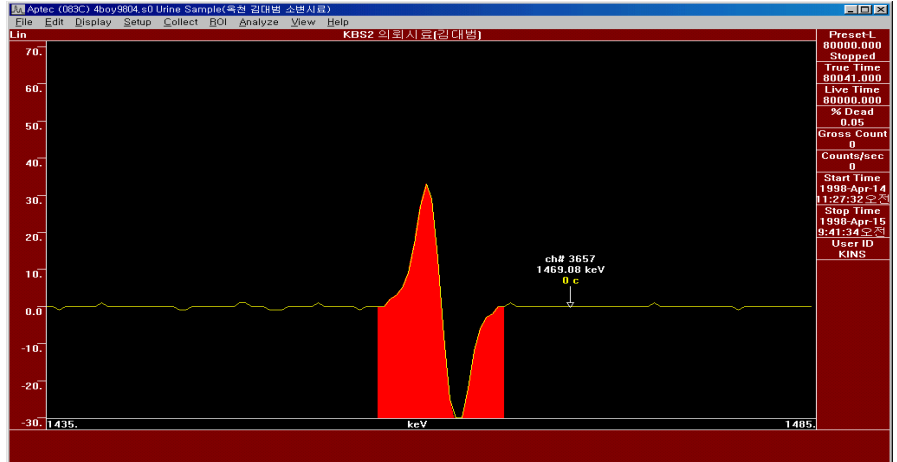 Aptec (083C) 4boy9804.s0 Urine Sample(옥천 김대범 소변시료)
File Edit Display Setup Collect ROI Analyze View Help
Lin
KBS2 의뢰시료(김대범)
70.
60.
50.
40.
30.
20.
10.
0.0
-10.
-20.
-30.
1435.
keV
1485.
ch# 3657
1469.08 keV
0 c
Preset-L
80000.000
Stopped
True Time
80041.000
Live Time
80000.000
% Dead
0.05
Gross Count
0
Counts/sec
0
Start Time
1998-Apr-14
11:27:32오전
Stop Time
1998-Apr-15
9:41:34오전
User ID
KINS